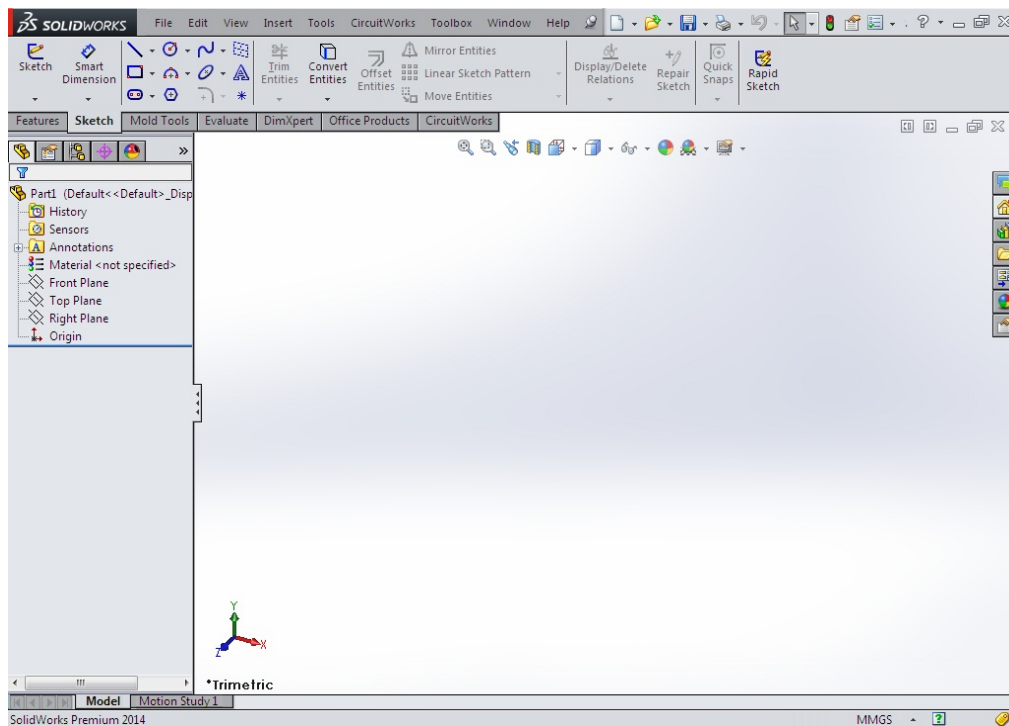 SOLIDWORKS File Edit View Insert Tools CircuitWorks Toolbox Window Help
Sketch Smart Dimension Trim Entities Convert Entities Offset Entities Mirror Entities Display/Delete Relations Repair Sketch Quick Snaps Rapid Sketch
Linear Sketch Pattern
Move Entities
Features Sketch Mold Tools Evaluate DimXpert Office Products CircuitWorks
Part1 (Default<<Default>_Disp
History
Sensors
A Annotations
Material <not specified>
Front Plane
Top Plane
Right Plane
Origin
Y
X
Z
*Trimetric
Model Motion Study 1
SolidWorks Premium 2014 MMGS